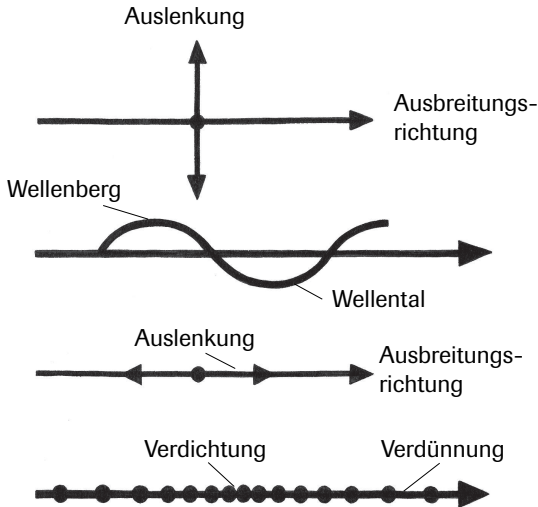 Auslenkung
Ausbreitungs-
richtung
Wellenberg
Wellental
Auslenkung
Ausbreitungs-
richtung
Verdichtung
Verdünnung